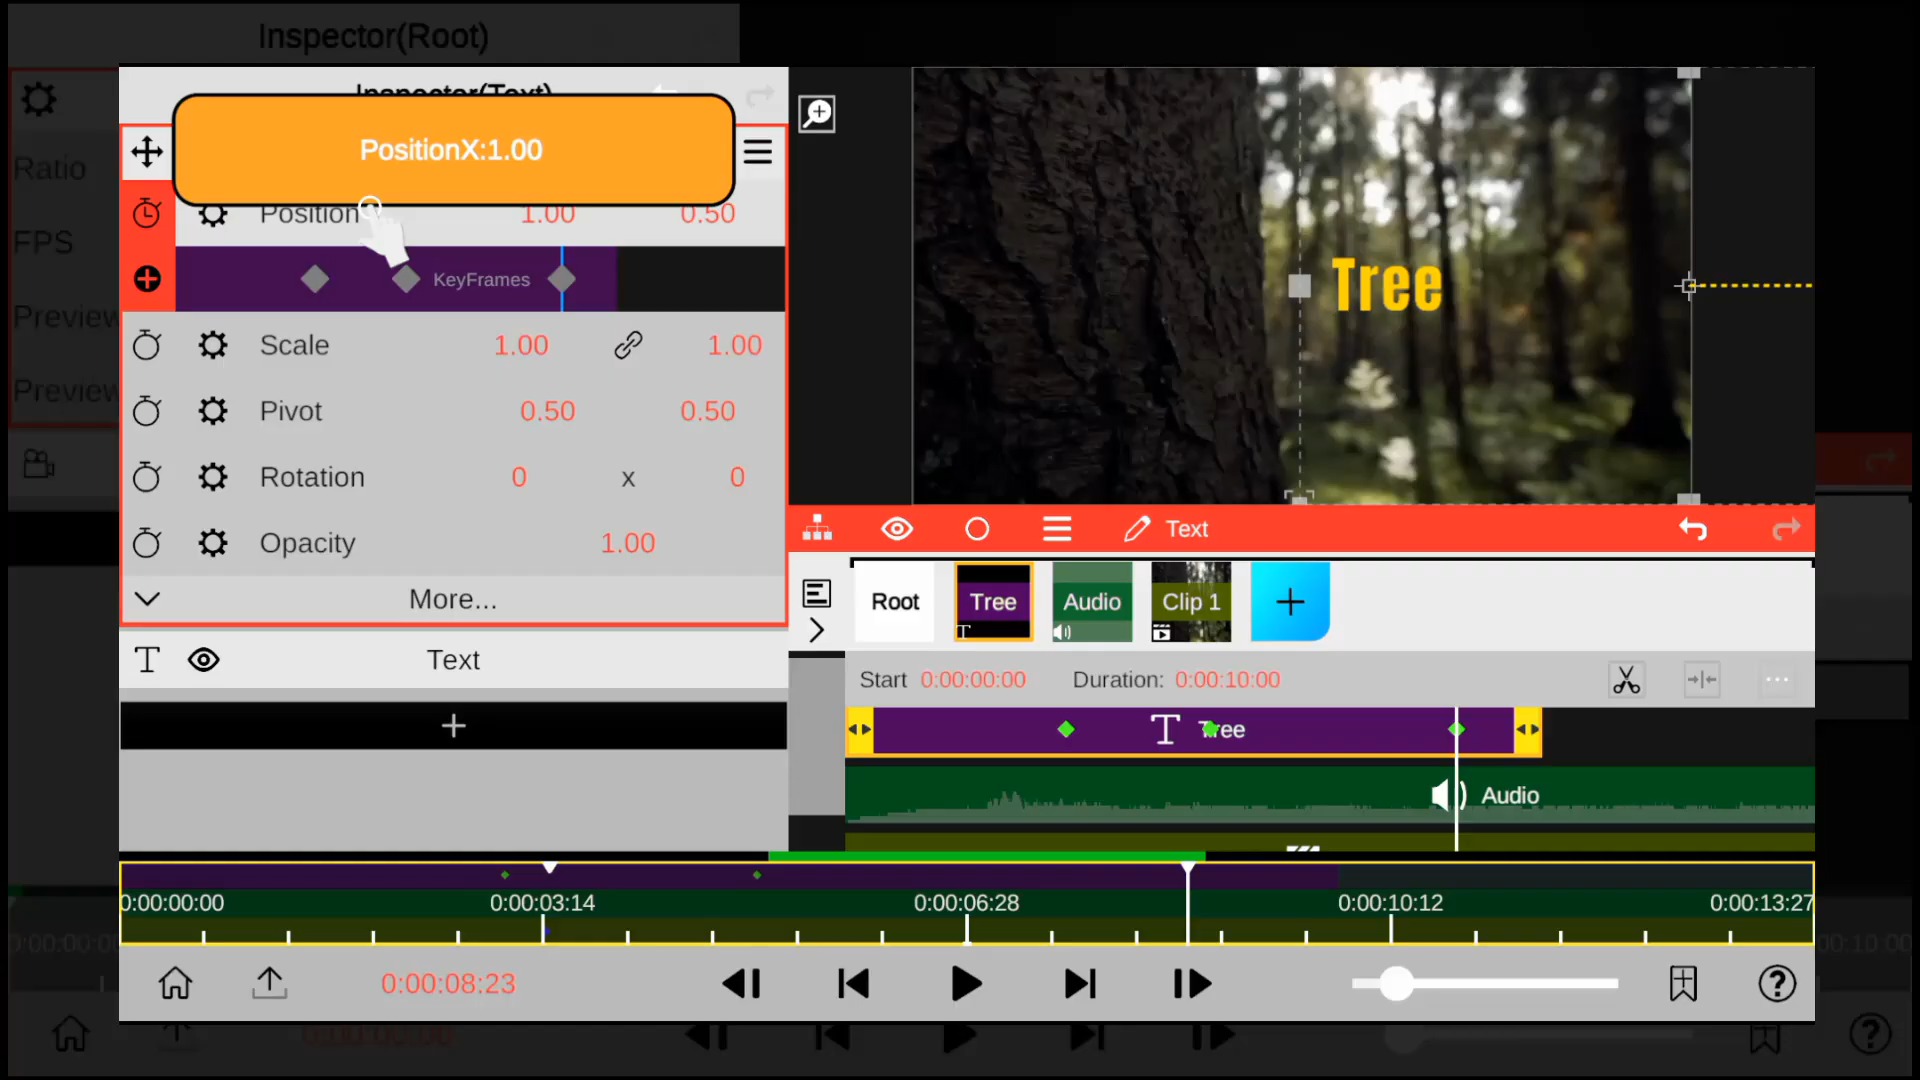 Inspector(Root)
Ratio
FPS
Preview
Preview
Inspector(Text)
PositionX:1.00
Position
1.00
0.50
KeyFrames
Scale
1.00
1.00
Pivot
0.50
0.50
Rotation
0
x
0
Opacity
1.00
More...
Text
Tree
Text
Root
Tree
Audio
Clip 1
Start 0:00:00:00
Duration: 0:00:10:00
Tree
Audio
0:00:00:00
0:00:03:14
0:00:06:28
0:00:10:12
0:00:13:27
0:00:08:23